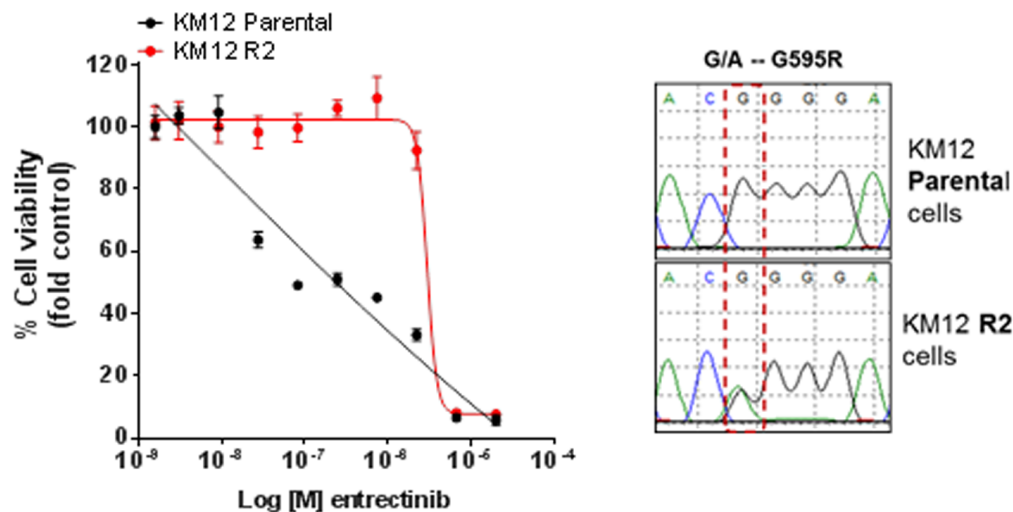 KM12 Parental
KM12 R2
% Cell viability
(fold control)
120
100
80
60
40
20
0
10-9
10-8
10-7
10-8
10-6
10-4
Log [M] entrectinib
G/A -- G595R
A C G G G G A
KM12
Parental
cells
A C G G G G A
KM12 R2
cells